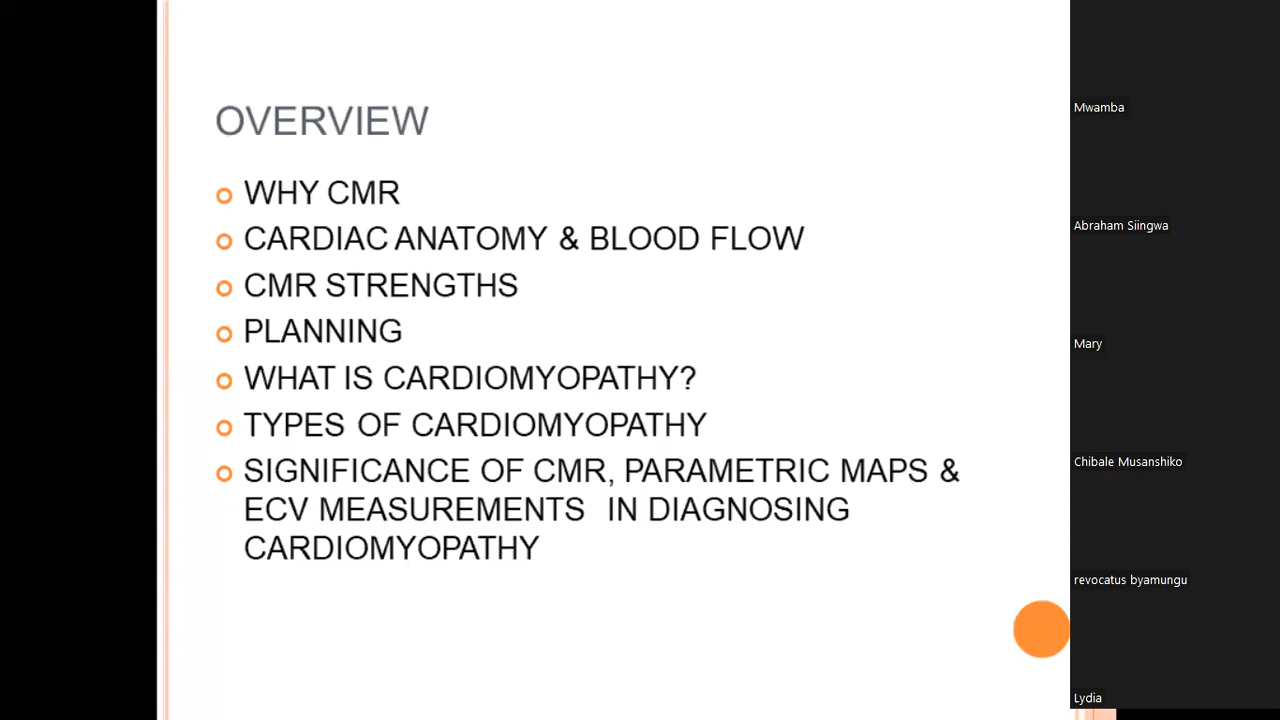 OVERVIEW
WHY CMR
CARDIAC ANATOMY & BLOOD FLOW
CMR STRENGTHS
PLANNING
WHAT IS CARDIOMYOPATHY?
TYPES OF CARDIOMYOPATHY
SIGNIFICANCE OF CMR, PARAMETRIC MAPS &
ECV MEASUREMENTS IN DIAGNOSING
CARDIOMYOPATHY
Mwamba
Abraham Siingwa
Mary
Chibale Musanshiko
revocatus byamungu
Lydia